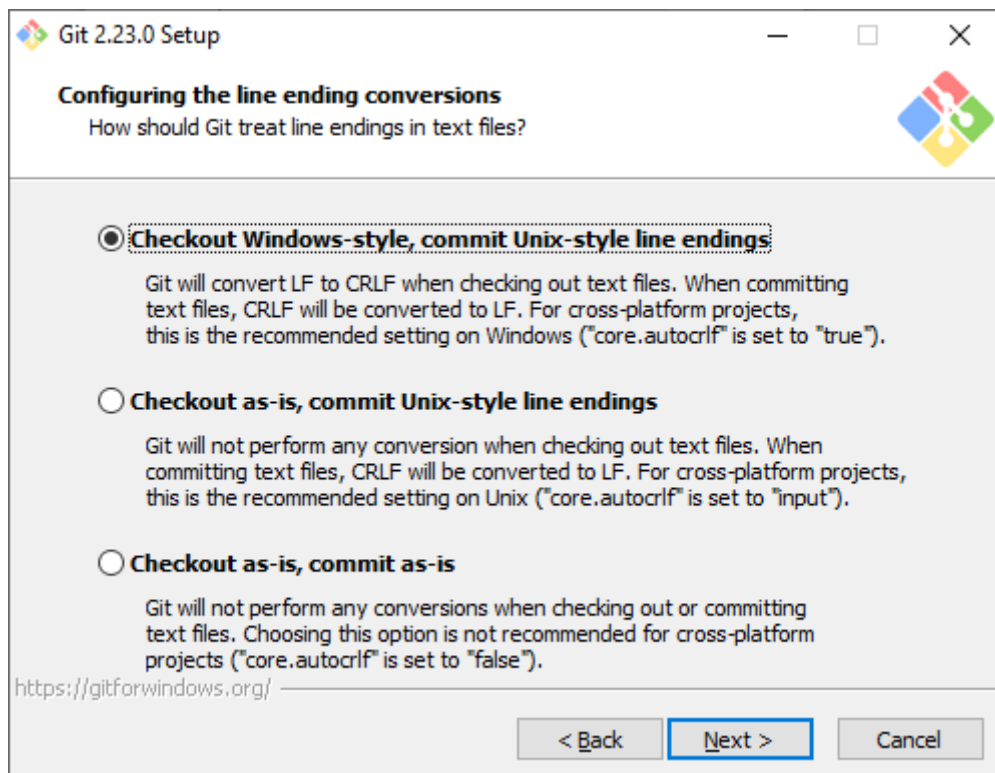 Git 2.23.0 Setup
Configuring the line ending conversions
How should Git treat line endings in text files?
Checkout Windows-style, commit Unix-style line endings
Git will convert LF to CRLF when checking out text files. When committing
text files, CRLF will be converted to LF. For cross-platform projects,
this is the recommended setting on Windows ("core.autocrlf" is set to "true").
Checkout as-is, commit Unix-style line endings
Git will not perform any conversion when checking out text files. When
committing text files, CRLF will be converted to LF. For cross-platform projects,
this is the recommended setting on Unix ("core.autocrlf" is set to "input").
Checkout as-is, commit as-is
Git will not perform any conversions when checking out or committing
text files. Choosing this option is not recommended for cross-platform
projects ("core.autocrlf" is set to "false").
https://gitforwindows.org/
< Back
Next >
Cancel